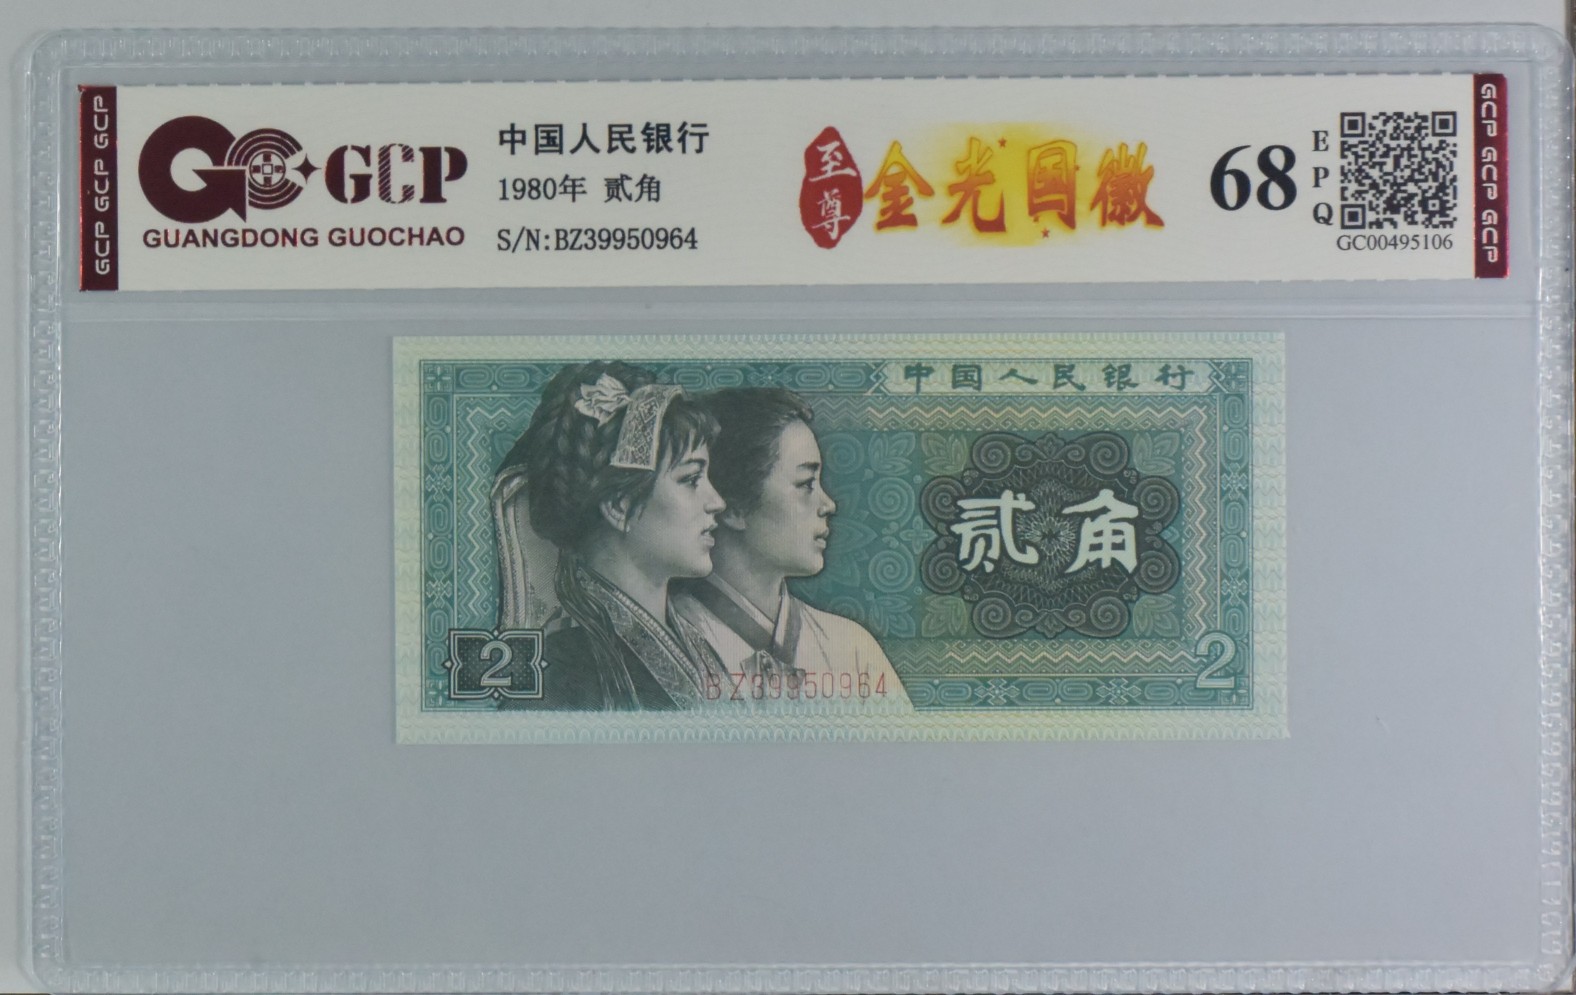 GCP GCP GCP
GCP
GUANGDONG GUOCHAO
中国人民银行
1980年 贰角
S/N:BZ39950964
至尊
金光国徽
68
EPQ
GC00495106
GCP GCP GCP
中国人民银行
贰角
2
2
BZ39950964